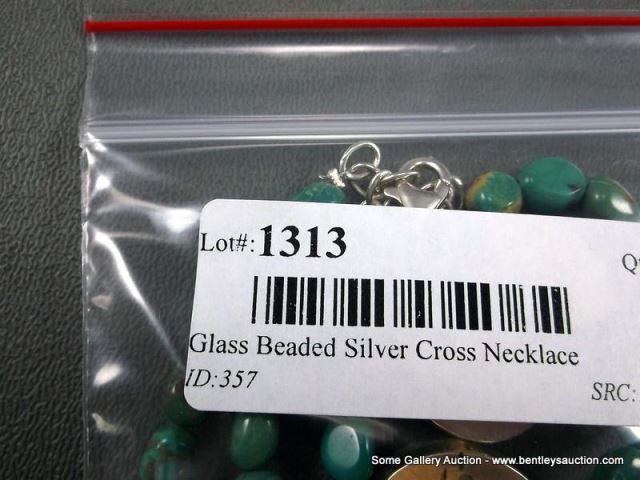 Lot#:1313
Glass Beaded Silver Cross Necklace
ID:357
SRC:
Some Gallery Auction - www.bentleysauction.com